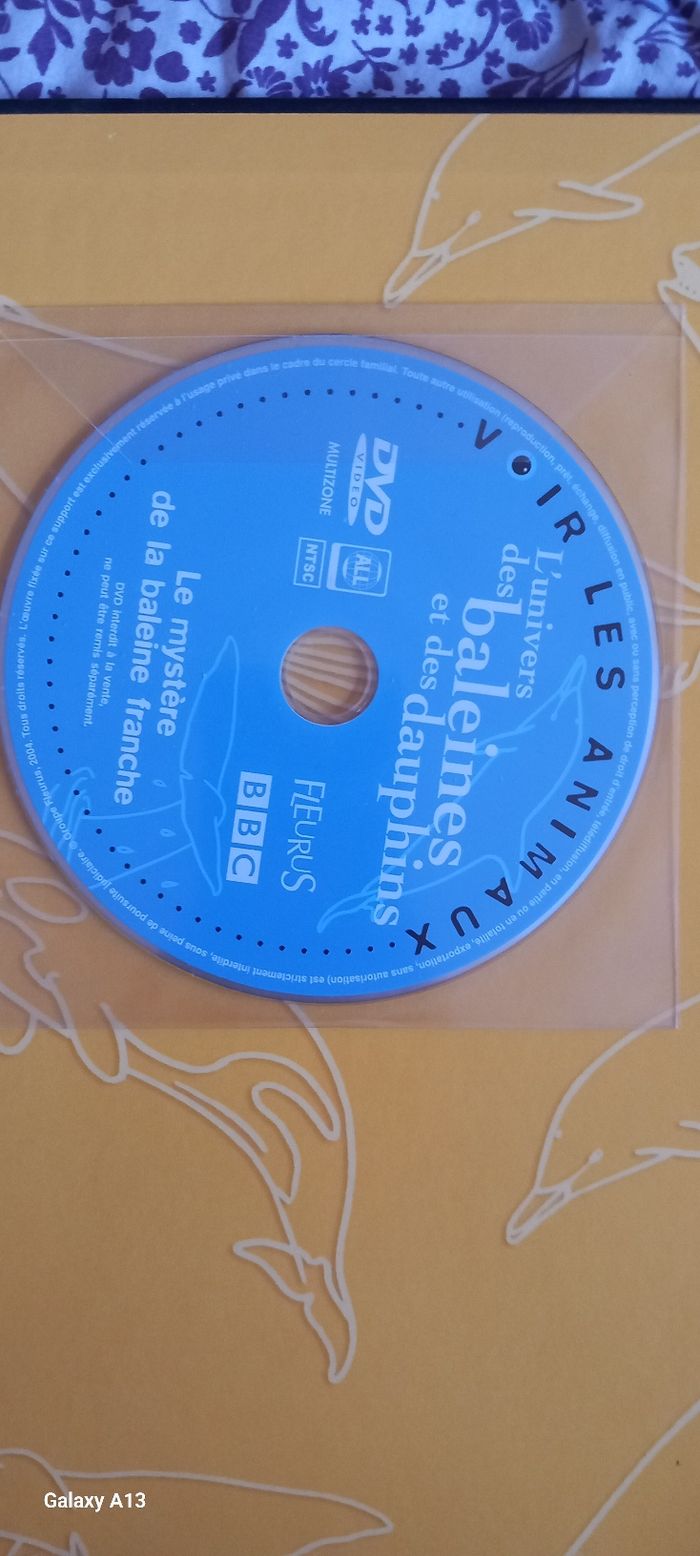 VOIR LES ANIMAUX
L'univers
des baleines
et des dauphins
DVD
VIDEO
MULTIZONE
ALL
NTSC
FLEURUS
BBC
Le mystère
de la baleine franche
DVD interdit à la vente,
ne peut être remis séparément.
L'œuvre fixée sur ce support est exclusivement réservée à l'usage privé dans le cadre du cercle familial. Toute autre utilisation (reproduction, prêt, échange, diffusion en public, avec ou sans perception de droit d'entrée, télédiffusion, en partie ou en totalité, exportation, sans autorisation) est strictement interdite, sous peine de poursuite judiciaire. © Groupe Fleurus, 2004. Tous droits réservés.
Galaxy A13